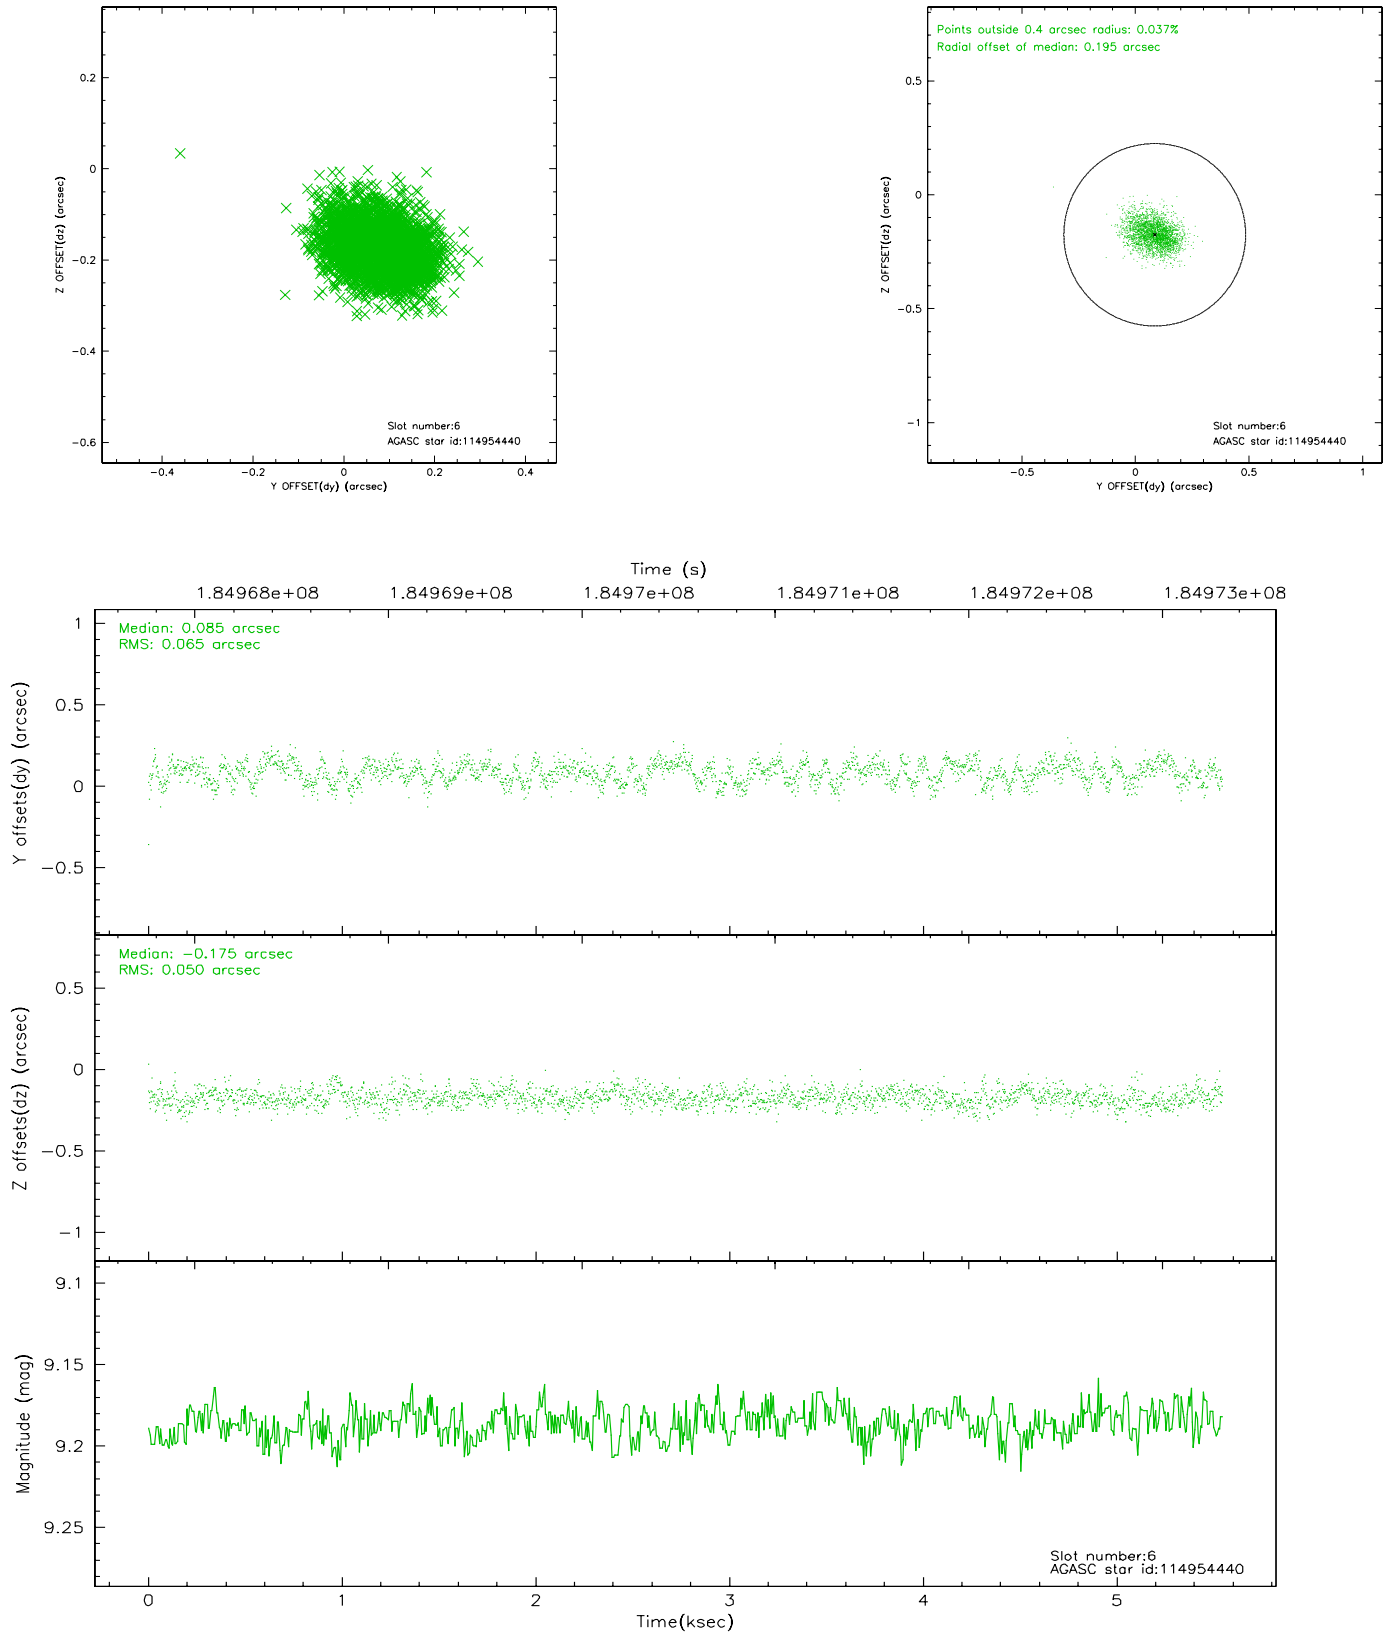 0.2
0
−0.2
−0.4
−0.6
Z OFFSET(dz) (arcsec)
Slot number:6
AGASC star id:114954440
−0.4 −0.2 0 0.2 0.4
Y OFFSET(dy) (arcsec)
Points outside 0.4 arcsec radius: 0.037%
Radial offset of median: 0.195 arcsec
0.5
0
−0.5
−1
Z OFFSET(dz) (arcsec)
Slot number:6
AGASC star id:114954440
−0.5 0 0.5 1
Y OFFSET(dy) (arcsec)
Time (s)
1.84968e+08 1.84969e+08 1.8497e+08 1.84971e+08 1.84972e+08 1.84973e+08
Median: 0.085 arcsec
RMS: 0.065 arcsec
1
0.5
0
−0.5
Y offsets(dy) (arcsec)
Median: −0.175 arcsec
RMS: 0.050 arcsec
0.5
0
−0.5
−1
Z offsets(dz) (arcsec)
9.1
9.15
9.2
9.25
Magnitude (mag)
Slot number:6
AGASC star id:114954440
0 1 2 3 4 5
Time(ksec)